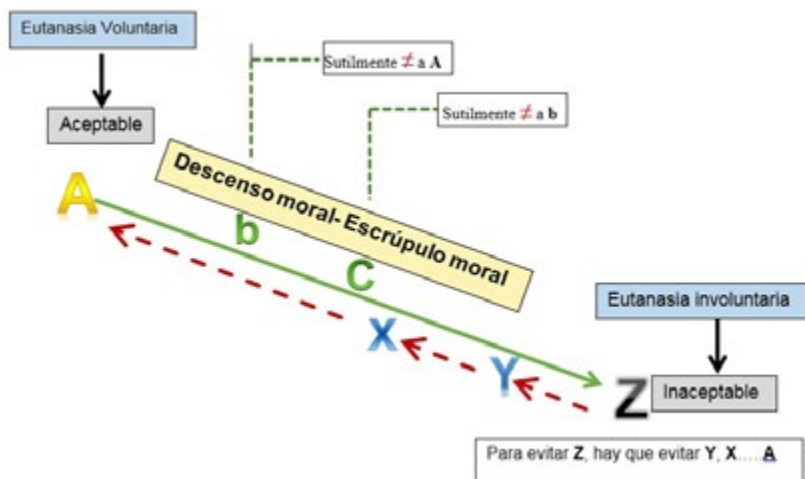 Eutanasia Voluntaria
Sutilmente ≠ a A
Aceptable
Sutilmente ≠ a b
A
Descenso moral- Escrúpulo moral
b
C
Eutanasia involuntaria
X
Y
Z
Inaceptable
Para evitar Z, hay que evitar Y, X.....A